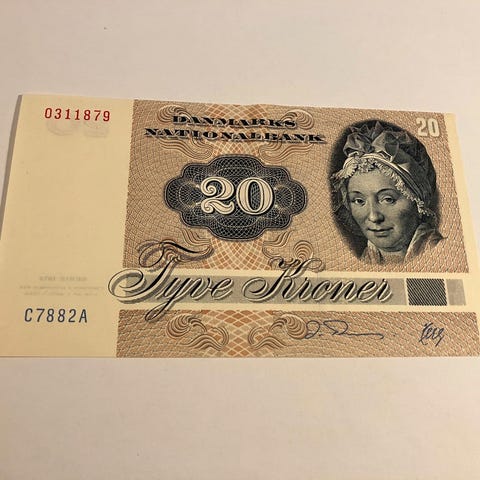 0311879
DANMARKS
NATIONALBANK
20
20
Tyve Kroner
C7882A